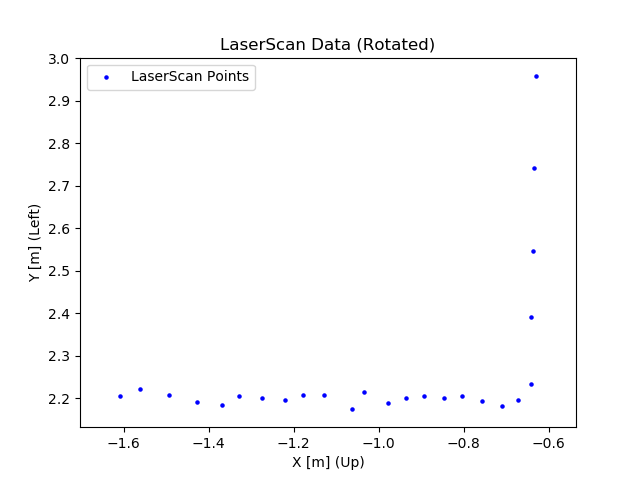 LaserScan Data (Rotated)
LaserScan Points
3.0
2.9
2.8
2.7
2.6
2.5
2.4
2.3
2.2
Y [m] (Left)
−1.6 −1.4 −1.2 −1.0 −0.8 −0.6
X [m] (Up)